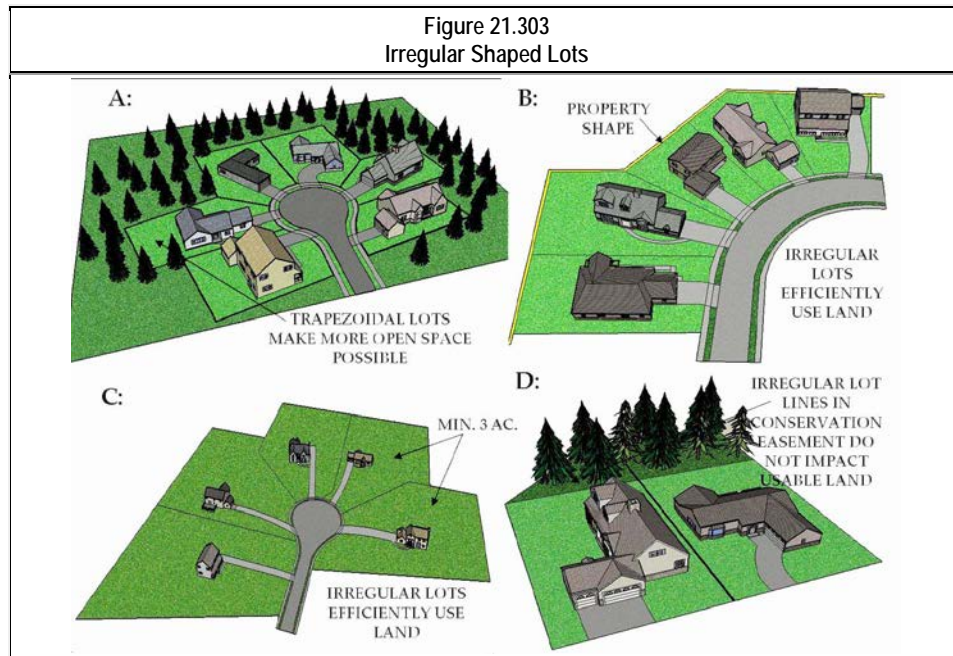 Figure 21.303
Irregular Shaped Lots
A:
TRAPEZOIDAL LOTS
MAKE MORE OPEN SPACE
POSSIBLE
B:
PROPERTY
SHAPE
IRREGULAR
LOTS
EFFICIENTLY
USE LAND
C:
MIN. 3 AC.
IRREGULAR LOTS
EFFICIENTLY USE
LAND
D:
IRREGULAR LOT
LINES IN
CONSERVATION
EASEMENT DO
NOT IMPACT
USABLE LAND